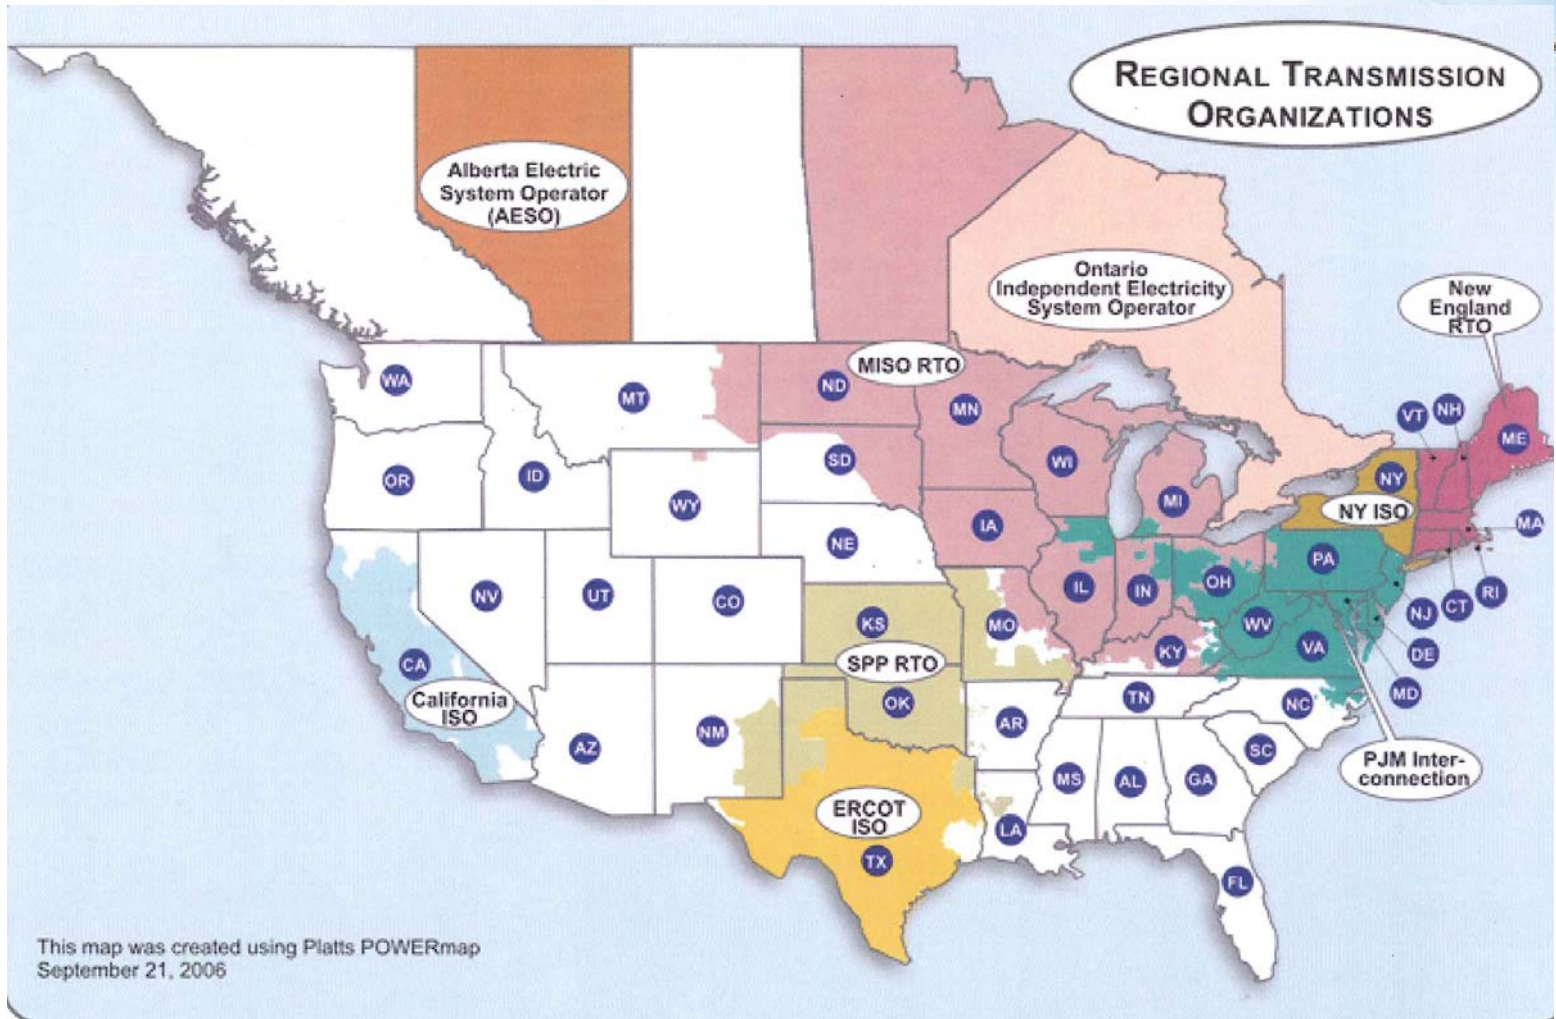 REGIONAL TRANSMISSION
ORGANIZATIONS
Alberta Electric
System Operator
(AESO)
Ontario
Independent Electricity
System Operator
New
England
RTO
MISO RTO
WA
MT
ND
MN
VT
NH
ME
OR
ID
WY
SD
WI
MI
NY
NY ISO
MA
IA
NE
PA
NV
UT
CO
IL
IN
OH
NJ
CT
RI
KS
MO
WV
VA
DE
KY
MD
CA
California
ISO
SPP RTO
OK
TN
NC
AZ
NM
AR
SC
PJM Inter-
connection
MS
AL
GA
ERCOT
ISO
LA
TX
FL
This map was created using Platts POWERmap
September 21, 2006